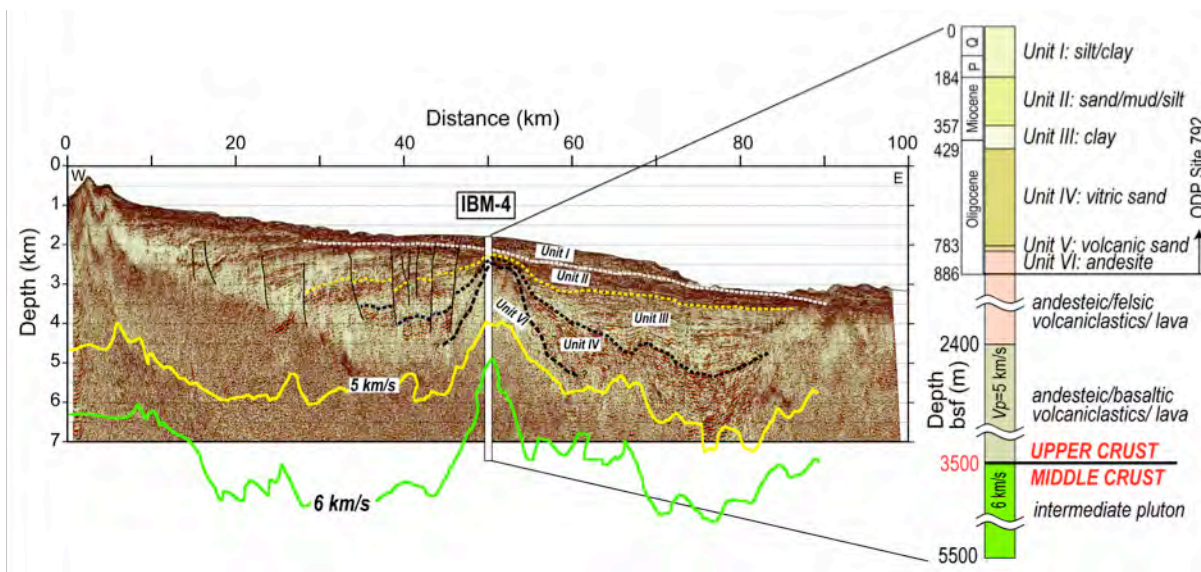 Distance (km)
0
20
40
60
80
100
W
E
IBM-4
Depth (km)
0
1
2
3
4
5
6
7
Unit I
Unit II
Unit III
Unit IV
Unit VI
5 km/s
6 km/s
0
184
357
429
783
886
2400
3500
5500
Q
P
Miocene
Oligocene
Depth
bsf (m)
Unit I: silt/clay
Unit II: sand/mud/silt
Unit III: clay
Unit IV: vitric sand
Unit V: volcanic sand
Unit VI: andesite
ODP Site 792
andesteic/felsic
volcaniclastics/ lava
Vp=5 km/s
andesteic/basaltic
volcaniclastics/ lava
UPPER CRUST
MIDDLE CRUST
6 km/s
intermediate pluton